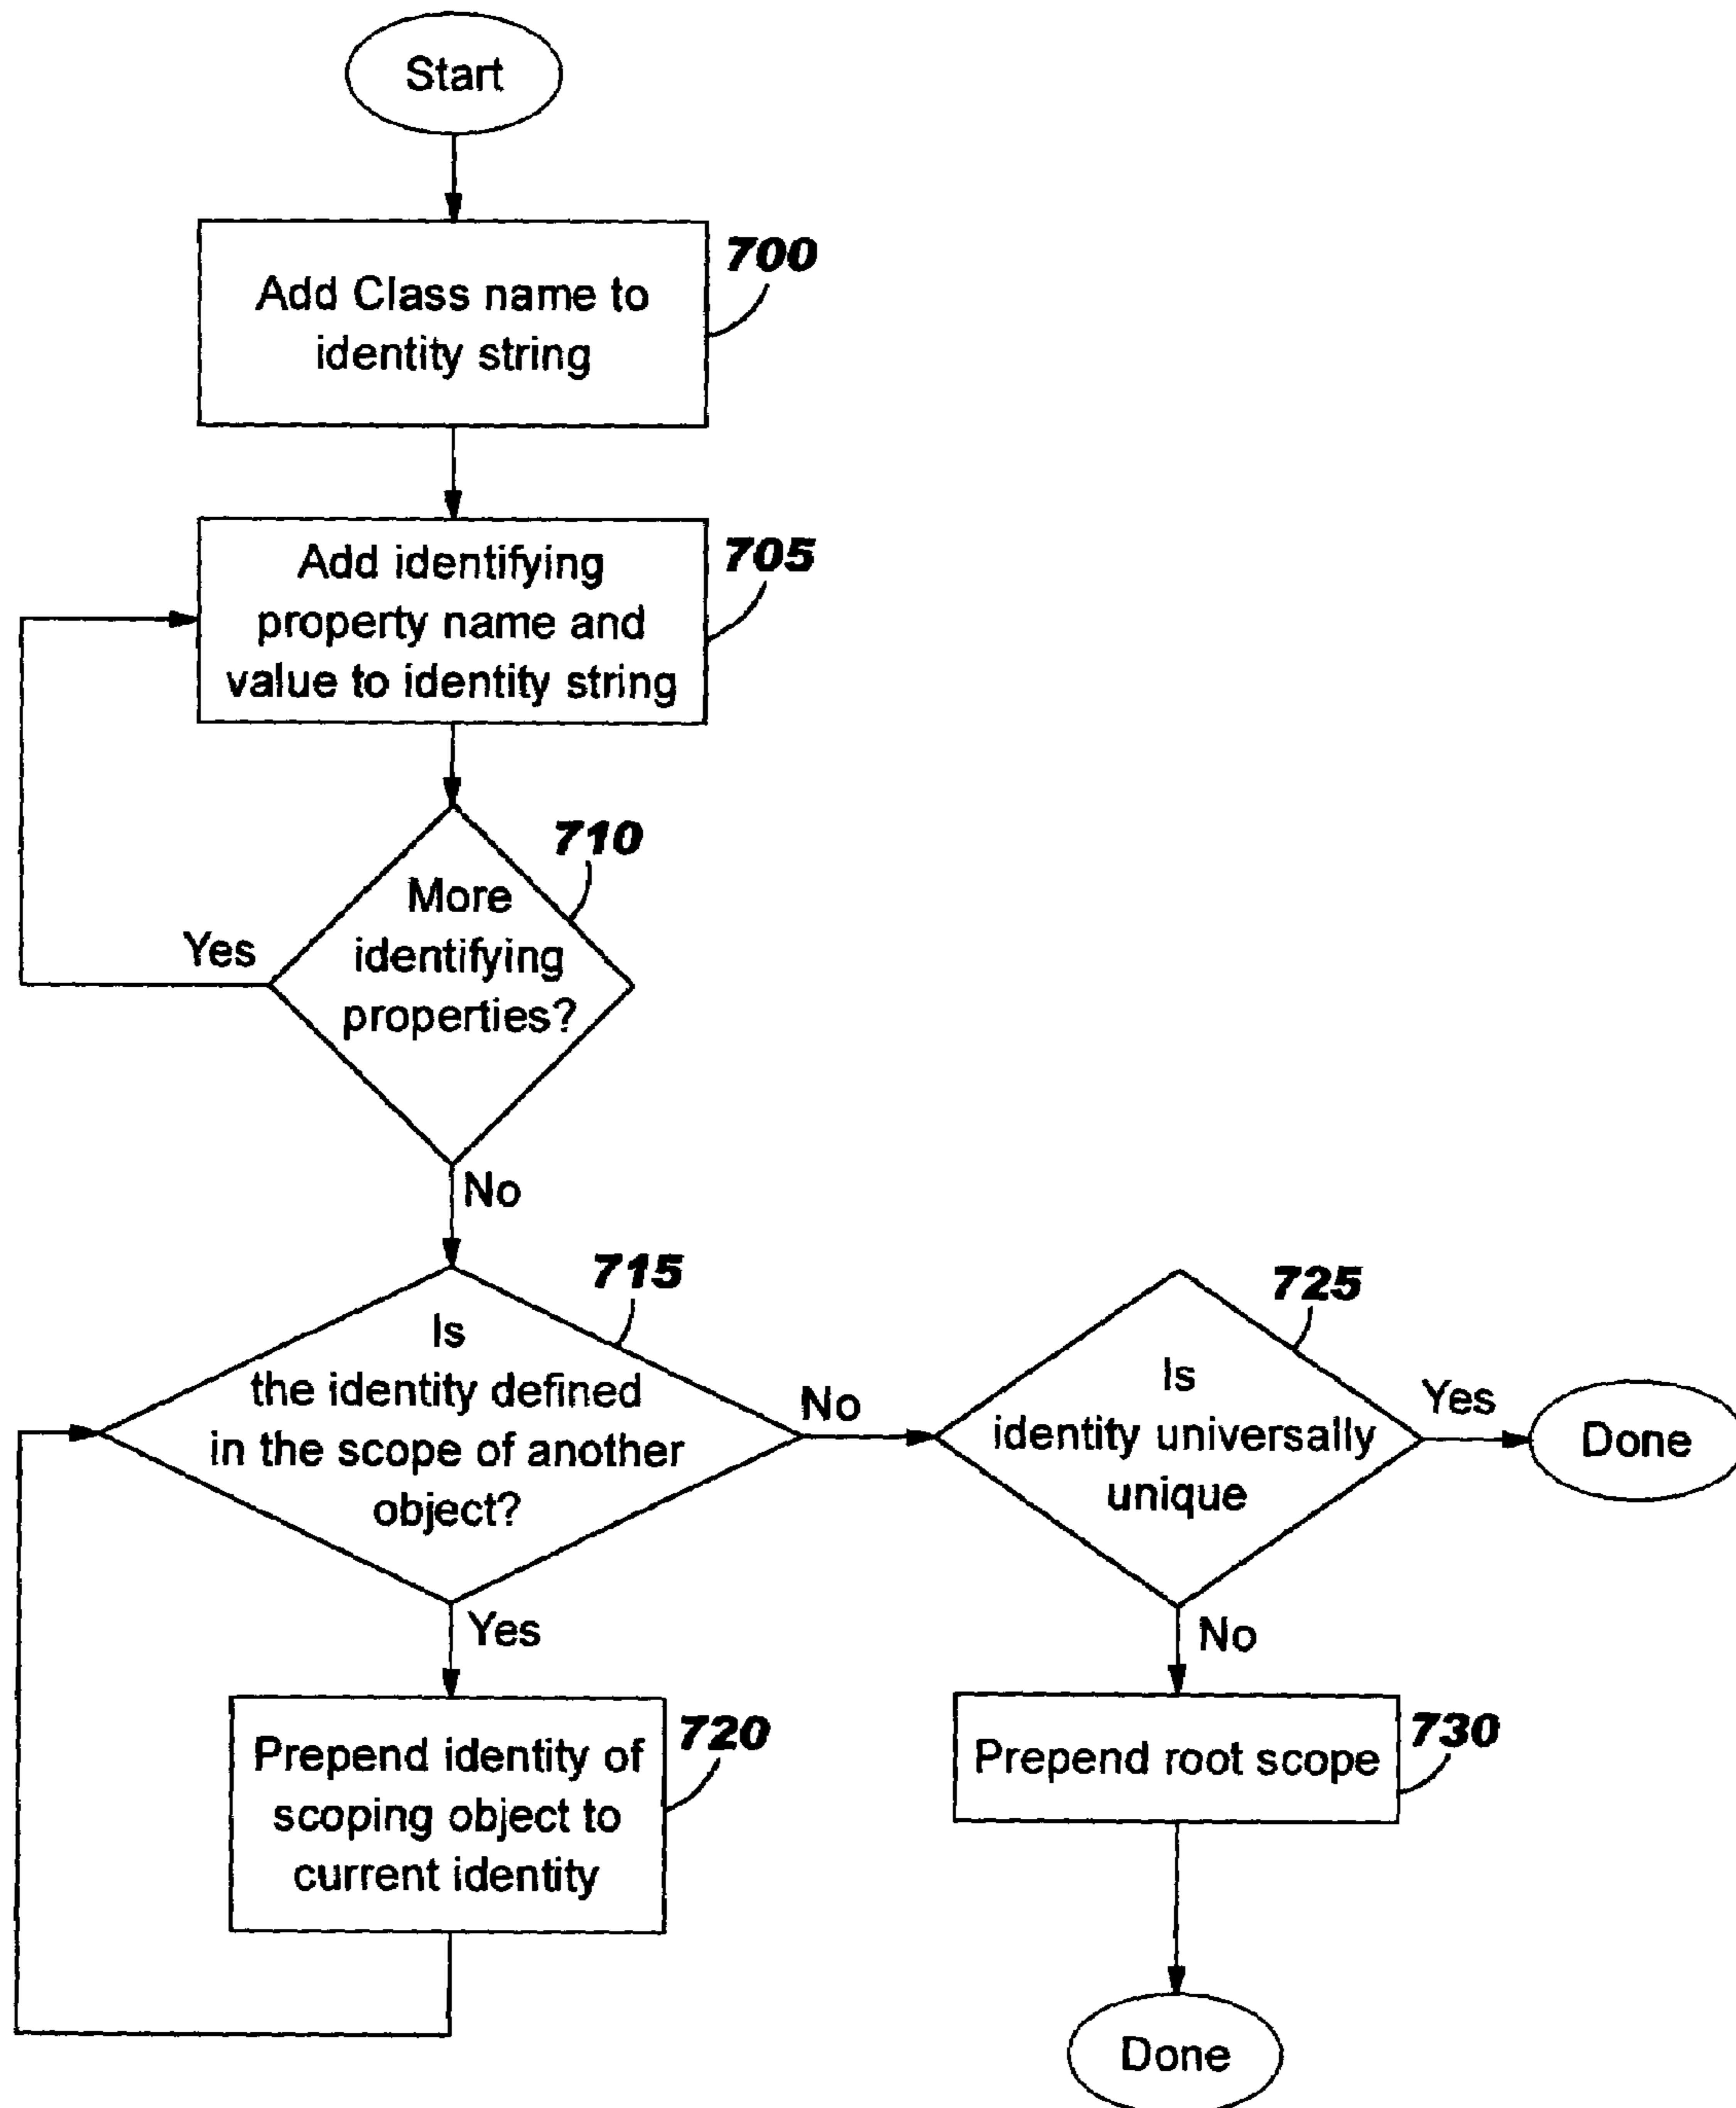 Start
700
Add Class name to
identity string
705
Add identifying
property name and
value to identity string
710
More
identifying
properties?
Yes
No
715
Is
the identity defined
in the scope of another
object?
No
Yes
725
Is
identity universally
unique
Yes
Done
No
720
Prepend identity of
scoping object to
current identity
730
Prepend root scope
Done